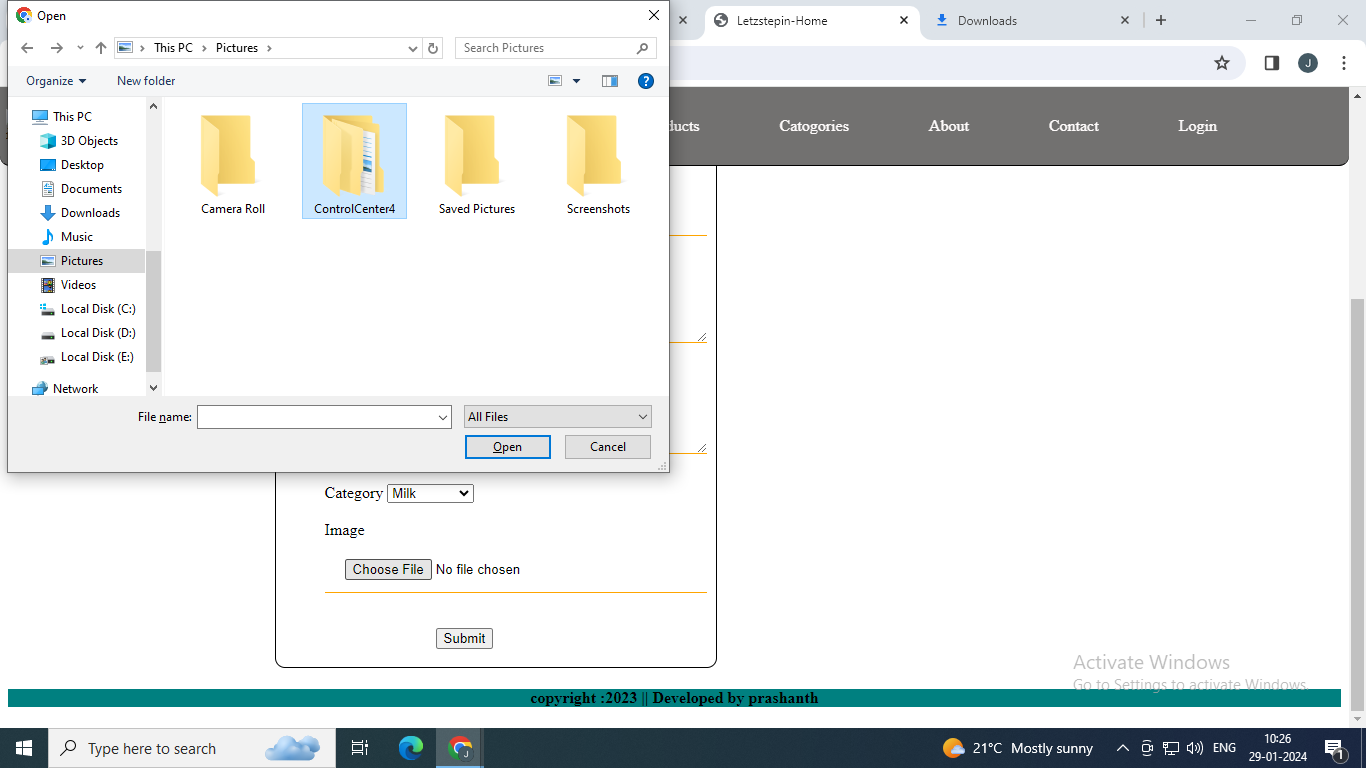 Open
Letzstepin-Home
Downloads
This PC
Pictures
Search Pictures
Organize
New folder
?
J
This PC
3D Objects
Desktop
Documents
Downloads
Music
Pictures
Videos
Local Disk (C:)
Local Disk (D:)
Local Disk (E:)
Network
Camera Roll
ControlCenter4
Saved Pictures
Screenshots
ducts
Catogories
About
Contact
Login
File name:
All Files
Open
Cancel
Category Milk
Image
Choose File No file chosen
Submit
Activate Windows
Go to Settings to activate Windows.
copyright :2023 || Developed by prashanth
Type here to search
J
21°C Mostly sunny
ENG
10:26
29-01-2024
1